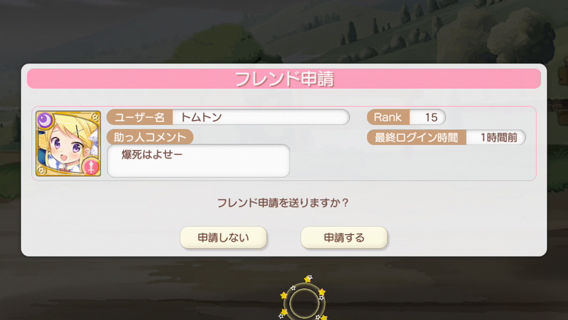 フレンド申請
ユーザー名 トムトン Rank 15
助っ人コメント 最終ログイン時間 1時間前
爆死はよせー
フレンド申請を送りますか？
申請しない 申請する